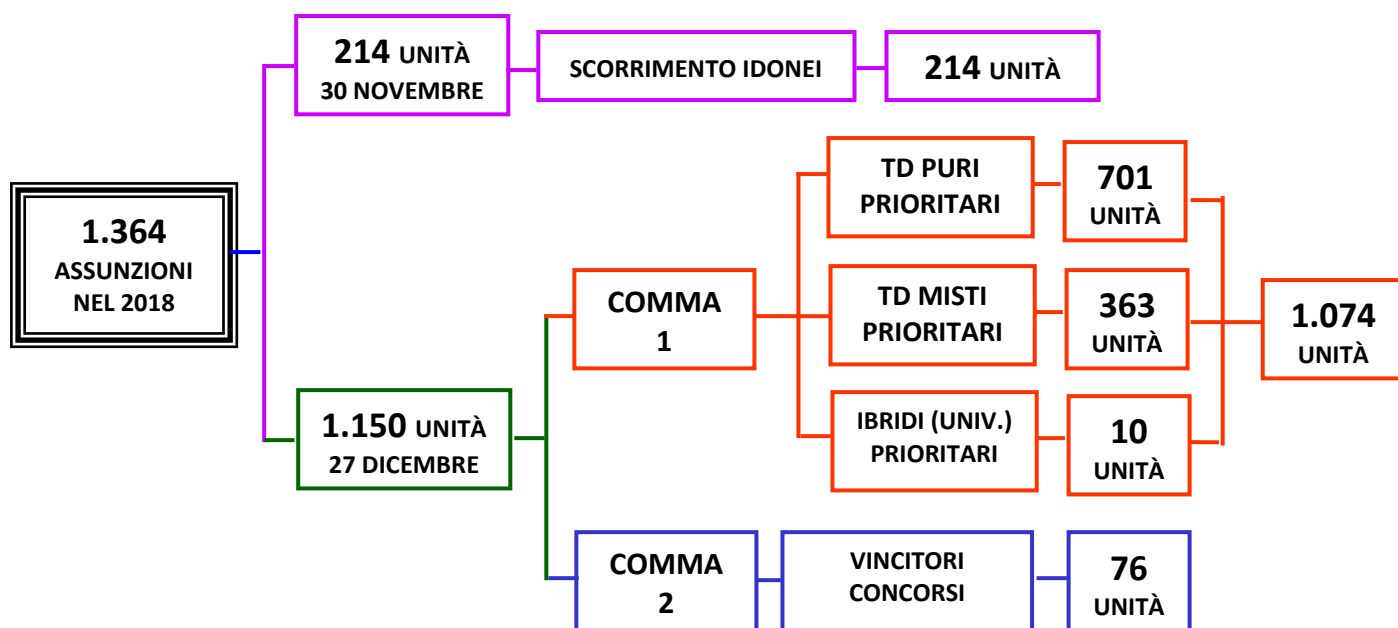 1.364
ASSUNZIONI
NEL 2018
214 UNITÀ
30 NOVEMBRE
SCORRIMENTO IDONEI
214 UNITÀ
1.150 UNITÀ
27 DICEMBRE
COMMA
1
TD PURI
PRIORITARI
701
UNITÀ
TD MISTI
PRIORITARI
363
UNITÀ
IBRIDI (UNIV.)
PRIORITARI
10
UNITÀ
1.074
UNITÀ
COMMA
2
VINCITORI
CONCORSI
76
UNITÀ